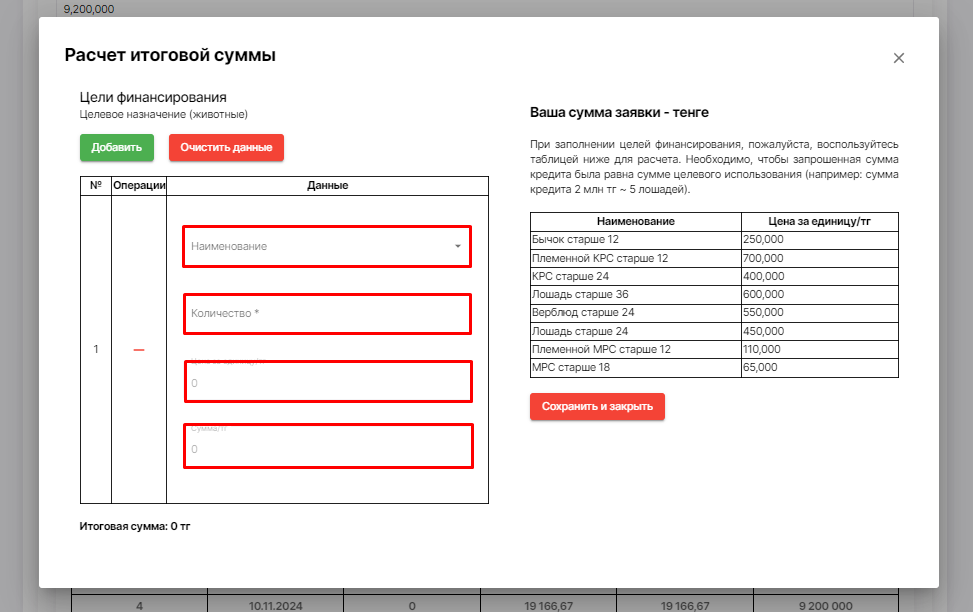 9,200,000
Расчет итоговой суммы
Цели финансирования
Целевое назначение (животные)
Добавить Очистить данные
№ Операции Данные
Наименование
Количество *
1
0
Сумма/тг
0
Итоговая сумма: 0 тг
Ваша сумма заявки - тенге
При заполнении целей финансирования, пожалуйста, воспользуйтесь
таблицей ниже для расчета. Необходимо, чтобы запрошенная сумма
кредита была равна сумме целевого использования (например: сумма
кредита 2 млн тг ~ 5 лошадей).
Наименование Цена за единицу/тг
Бычок старше 12 250,000
Племенной КРС старше 12 700,000
КРС старше 24 400,000
Лошадь старше 36 600,000
Верблюд старше 24 550,000
Лошадь старше 24 450,000
Племенной МРС старше 12 110,000
МРС старше 18 65,000
Сохранить и закрыть
4 10.11.2024 0 19 166,67 19 166,67 9 200 000